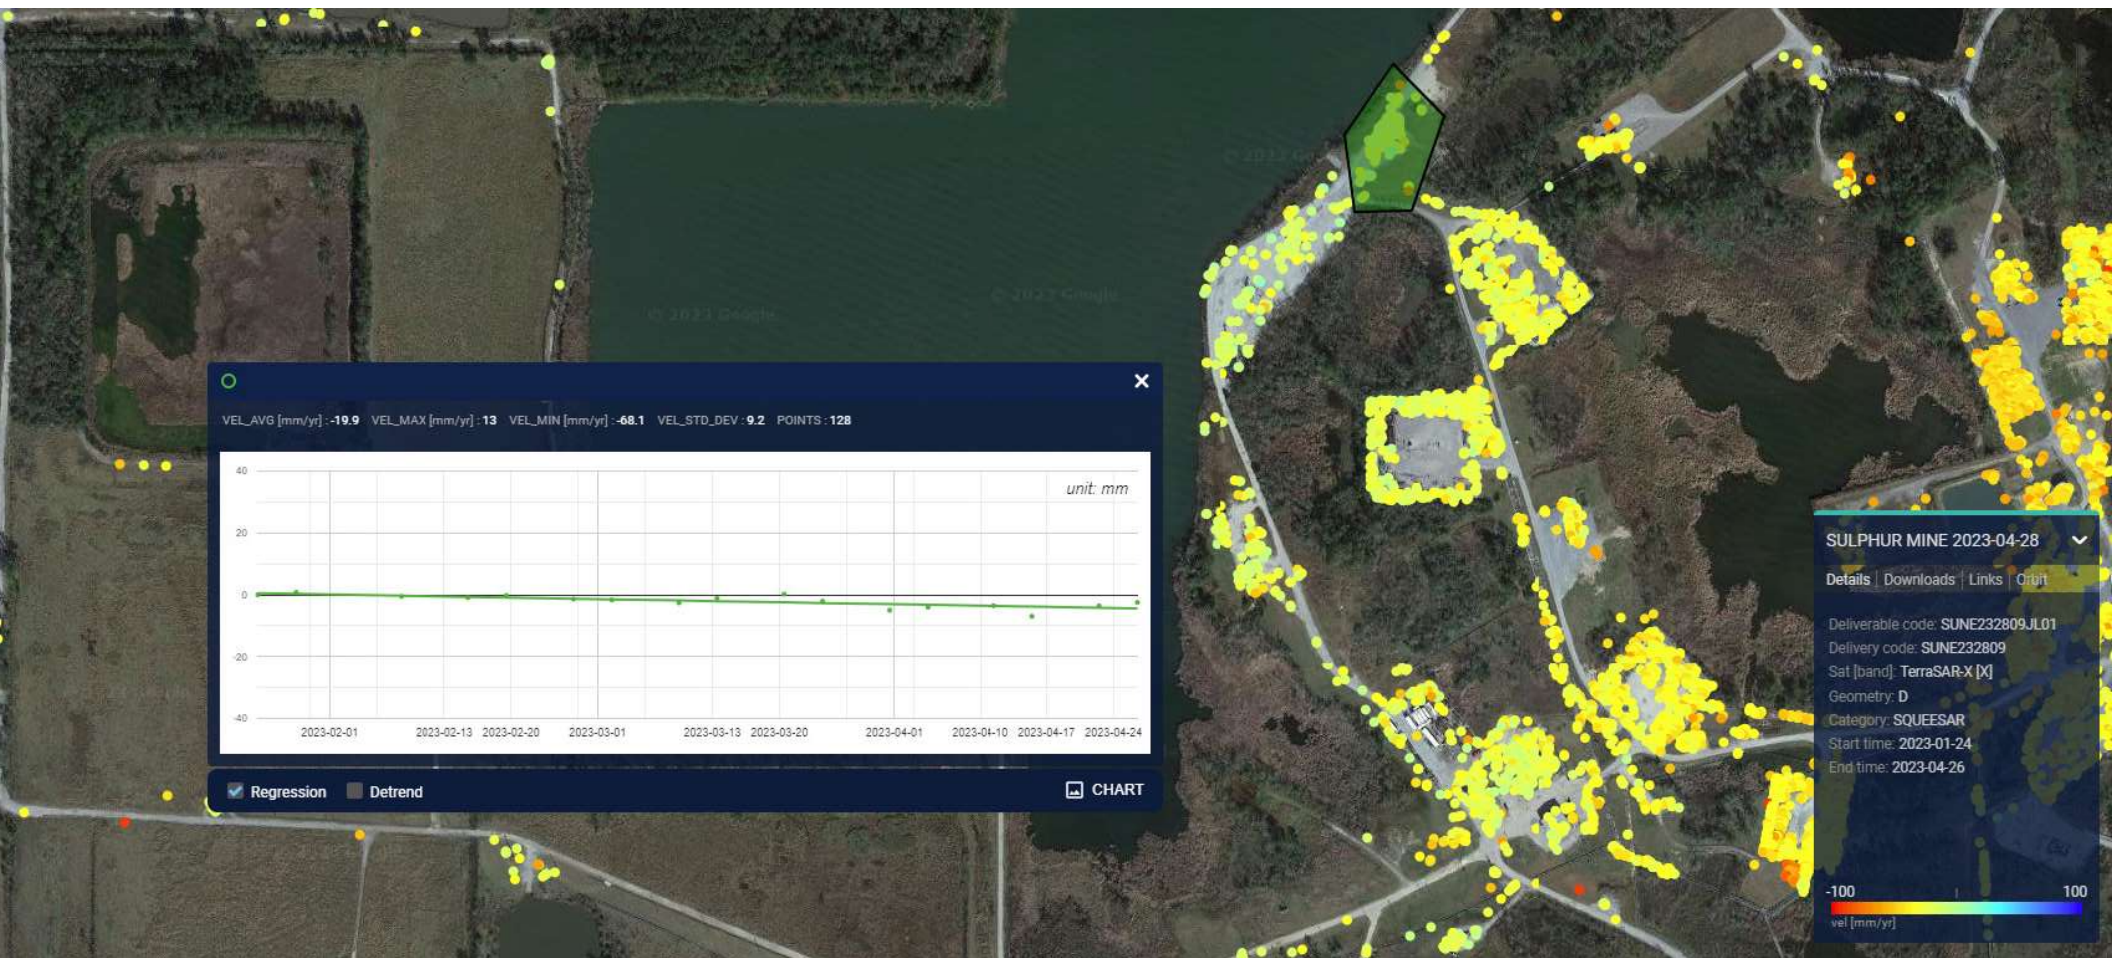 © 2023 Google
© 2023 Google
VEL_AVG [mm/yr] : -19.9 VEL_MAX [mm/yr] : 13 VEL_MIN [mm/yr] : -68.1 VEL_STD_DEV : 9.2 POINTS : 128
unit: mm
40
20
0
-20
-40
2023-02-01 2023-02-13 2023-02-20 2023-03-01 2023-03-13 2023-03-20 2023-04-01 2023-04-10 2023-04-17 2023-04-24
Regression Detrend CHART
SULPHUR MINE 2023-04-28
Details | Downloads | Links | Orbit
Deliverable code: SUNE232809JL01
Delivery code: SUNE232809
Sat [band]: TerraSAR-X [X]
Geometry: D
Category: SQUEESAR
Start time: 2023-01-24
End time: 2023-04-26
-100 100
vel [mm/yr]